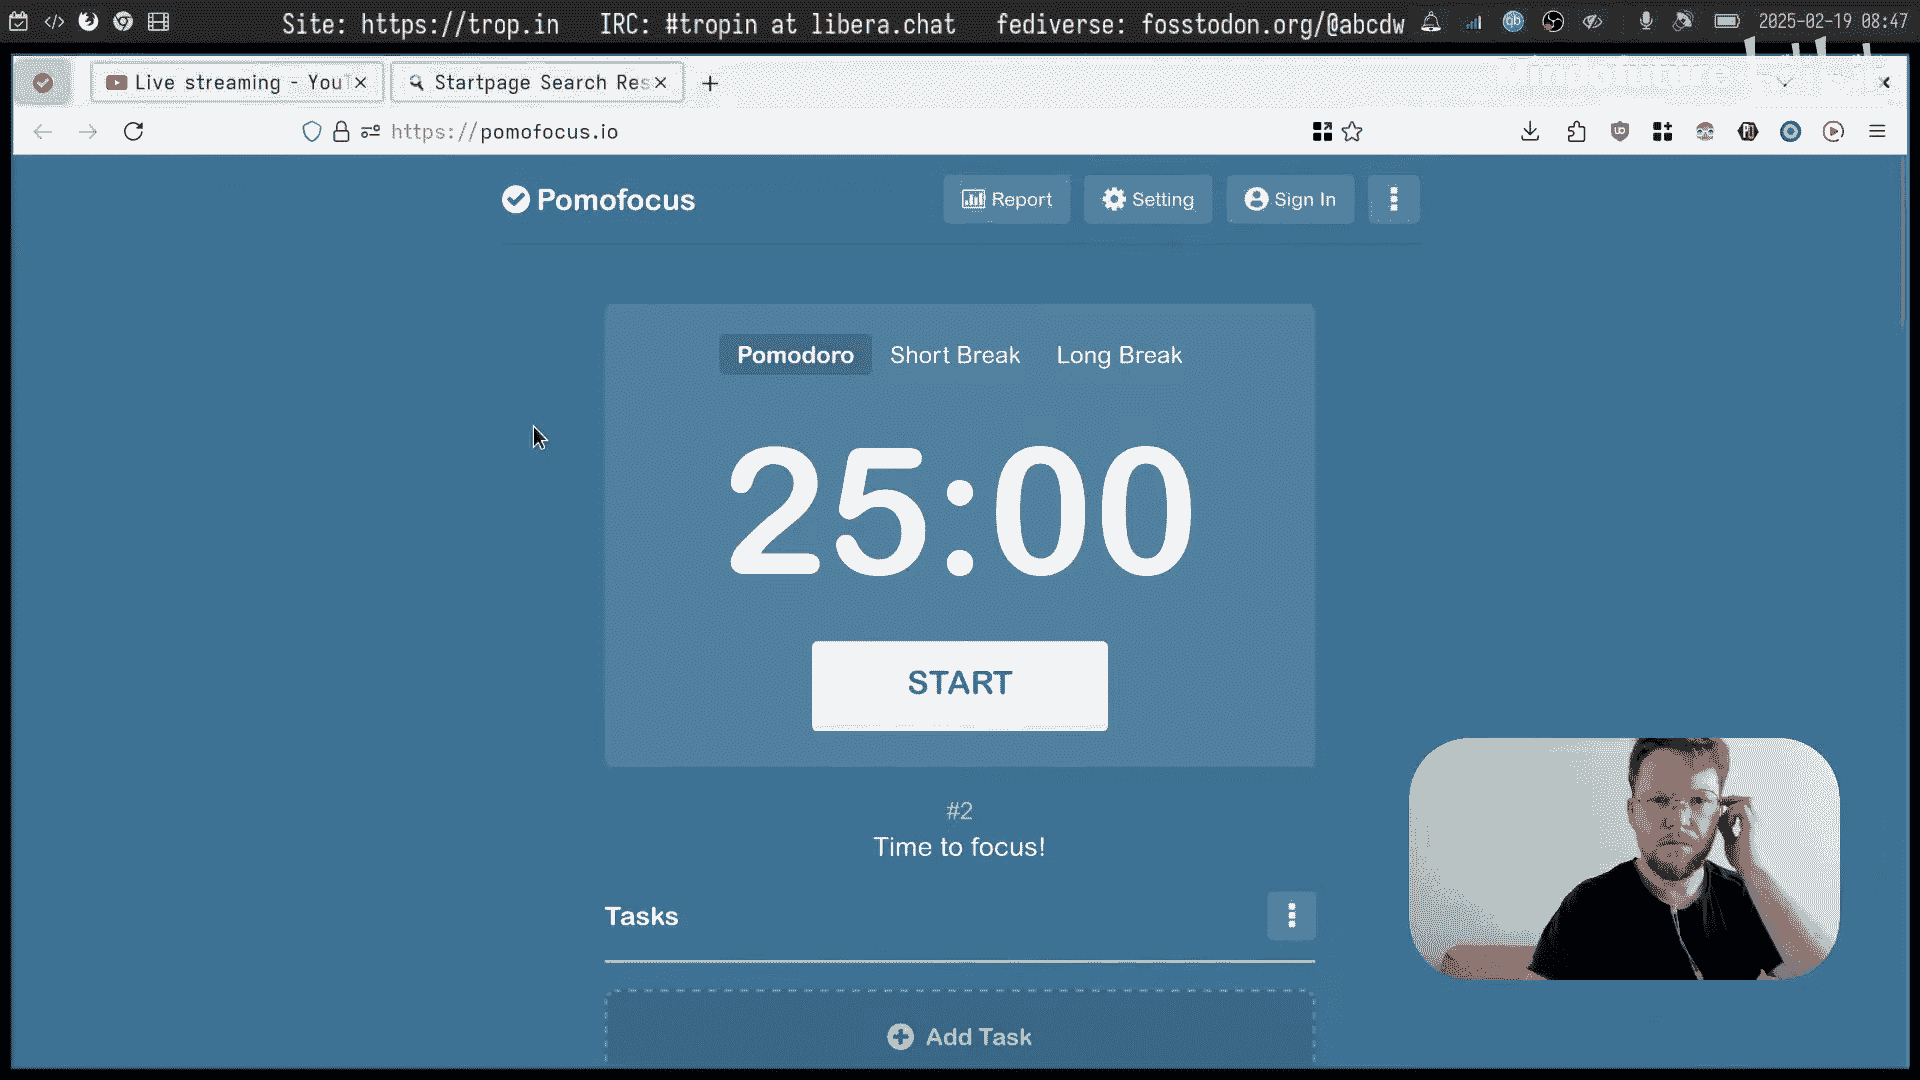 Site: https://trop.in IRC: #tropin at libera.chat fediverse: fosstodon.org/@abcdw 2025-02-19 08:47
Live streaming - YouT
Startpage Search Res
https://pomofocus.io
Pomofocus
Report
Setting
Sign In
Pomodoro
Short Break
Long Break
25:00
START
#2
Time to focus!
Tasks
Add Task